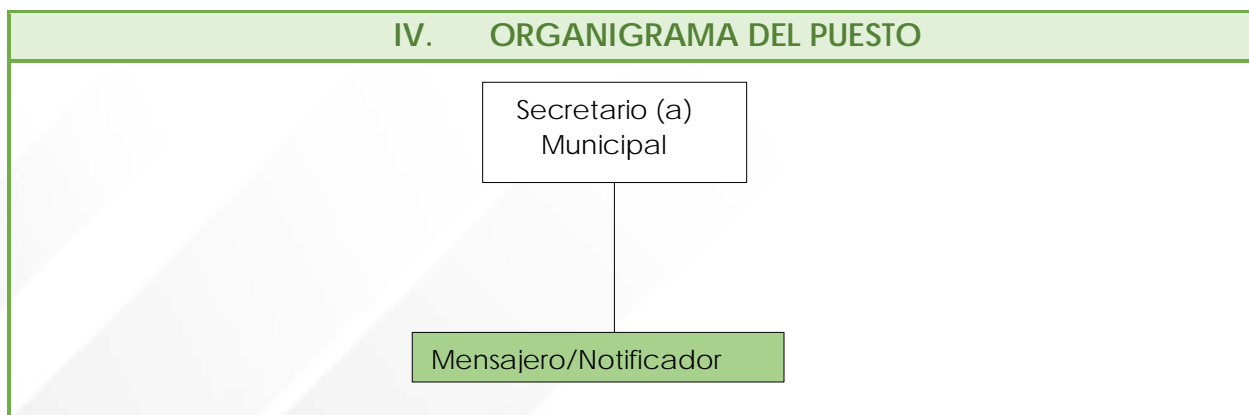 IV. ORGANIGRAMA DEL PUESTO
Secretario (a)
Municipal
Mensajero/Notificador